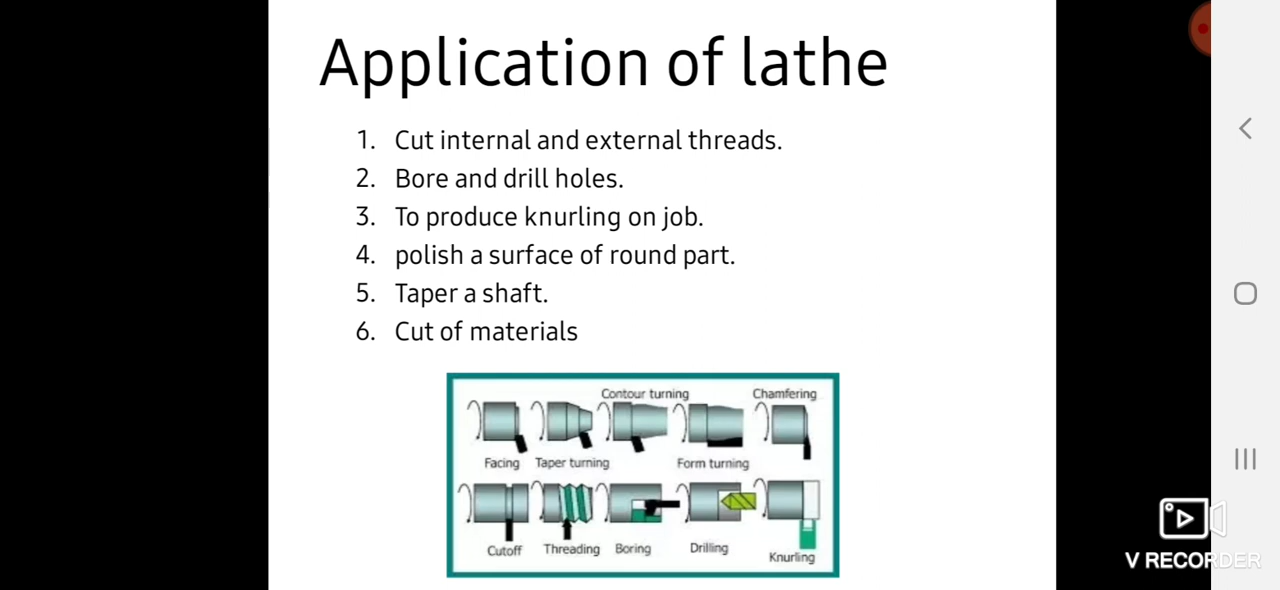 Application of lathe
1. Cut internal and external threads.
2. Bore and drill holes.
3. To produce knurling on job.
4. polish a surface of round part.
5. Taper a shaft.
6. Cut of materials
Contour turning
Chamfering
Facing
Taper turning
Form turning
Cutoff
Threading
Boring
Drilling
Knurling
V RECORDER